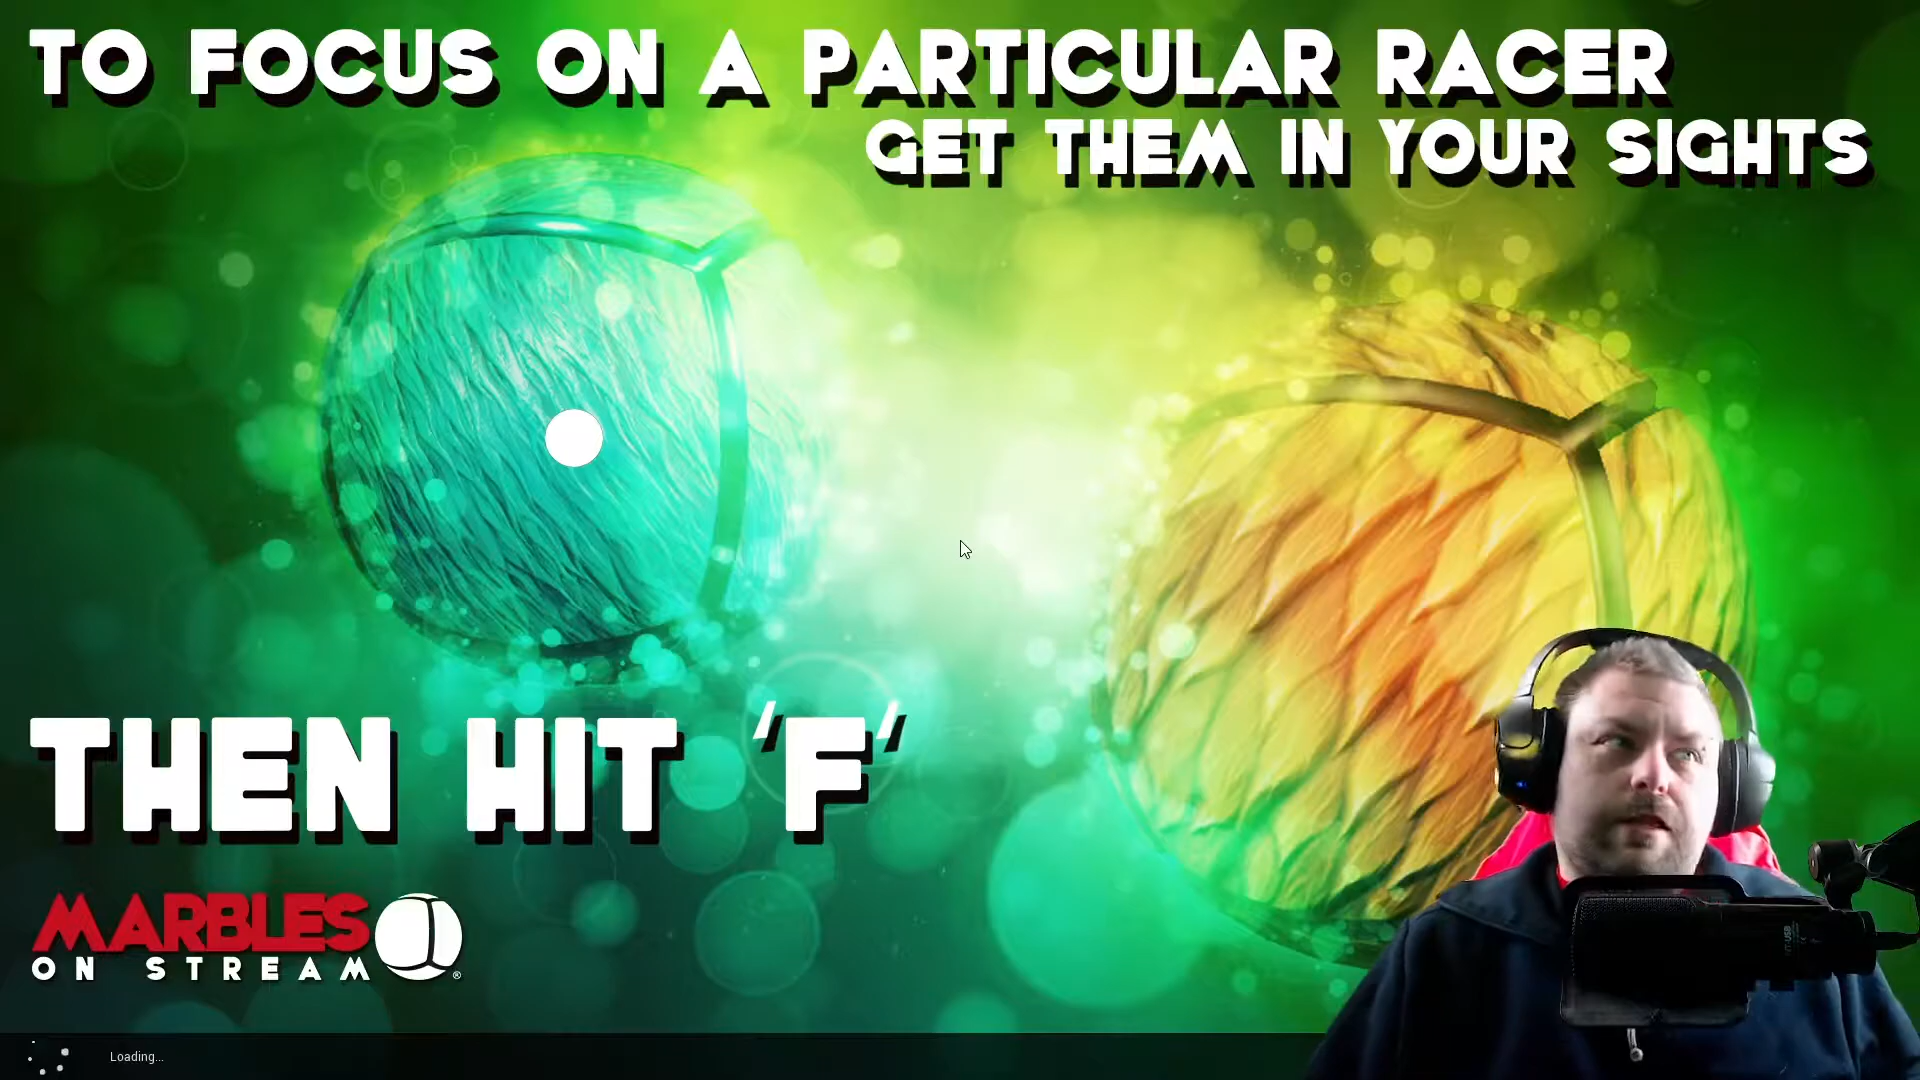 TO FOCUS ON A PARTICULAR RACER
GET THEM IN YOUR SIGHTS
THEN HIT 'F'
MARBLES
ON STREAM
®
Loading...